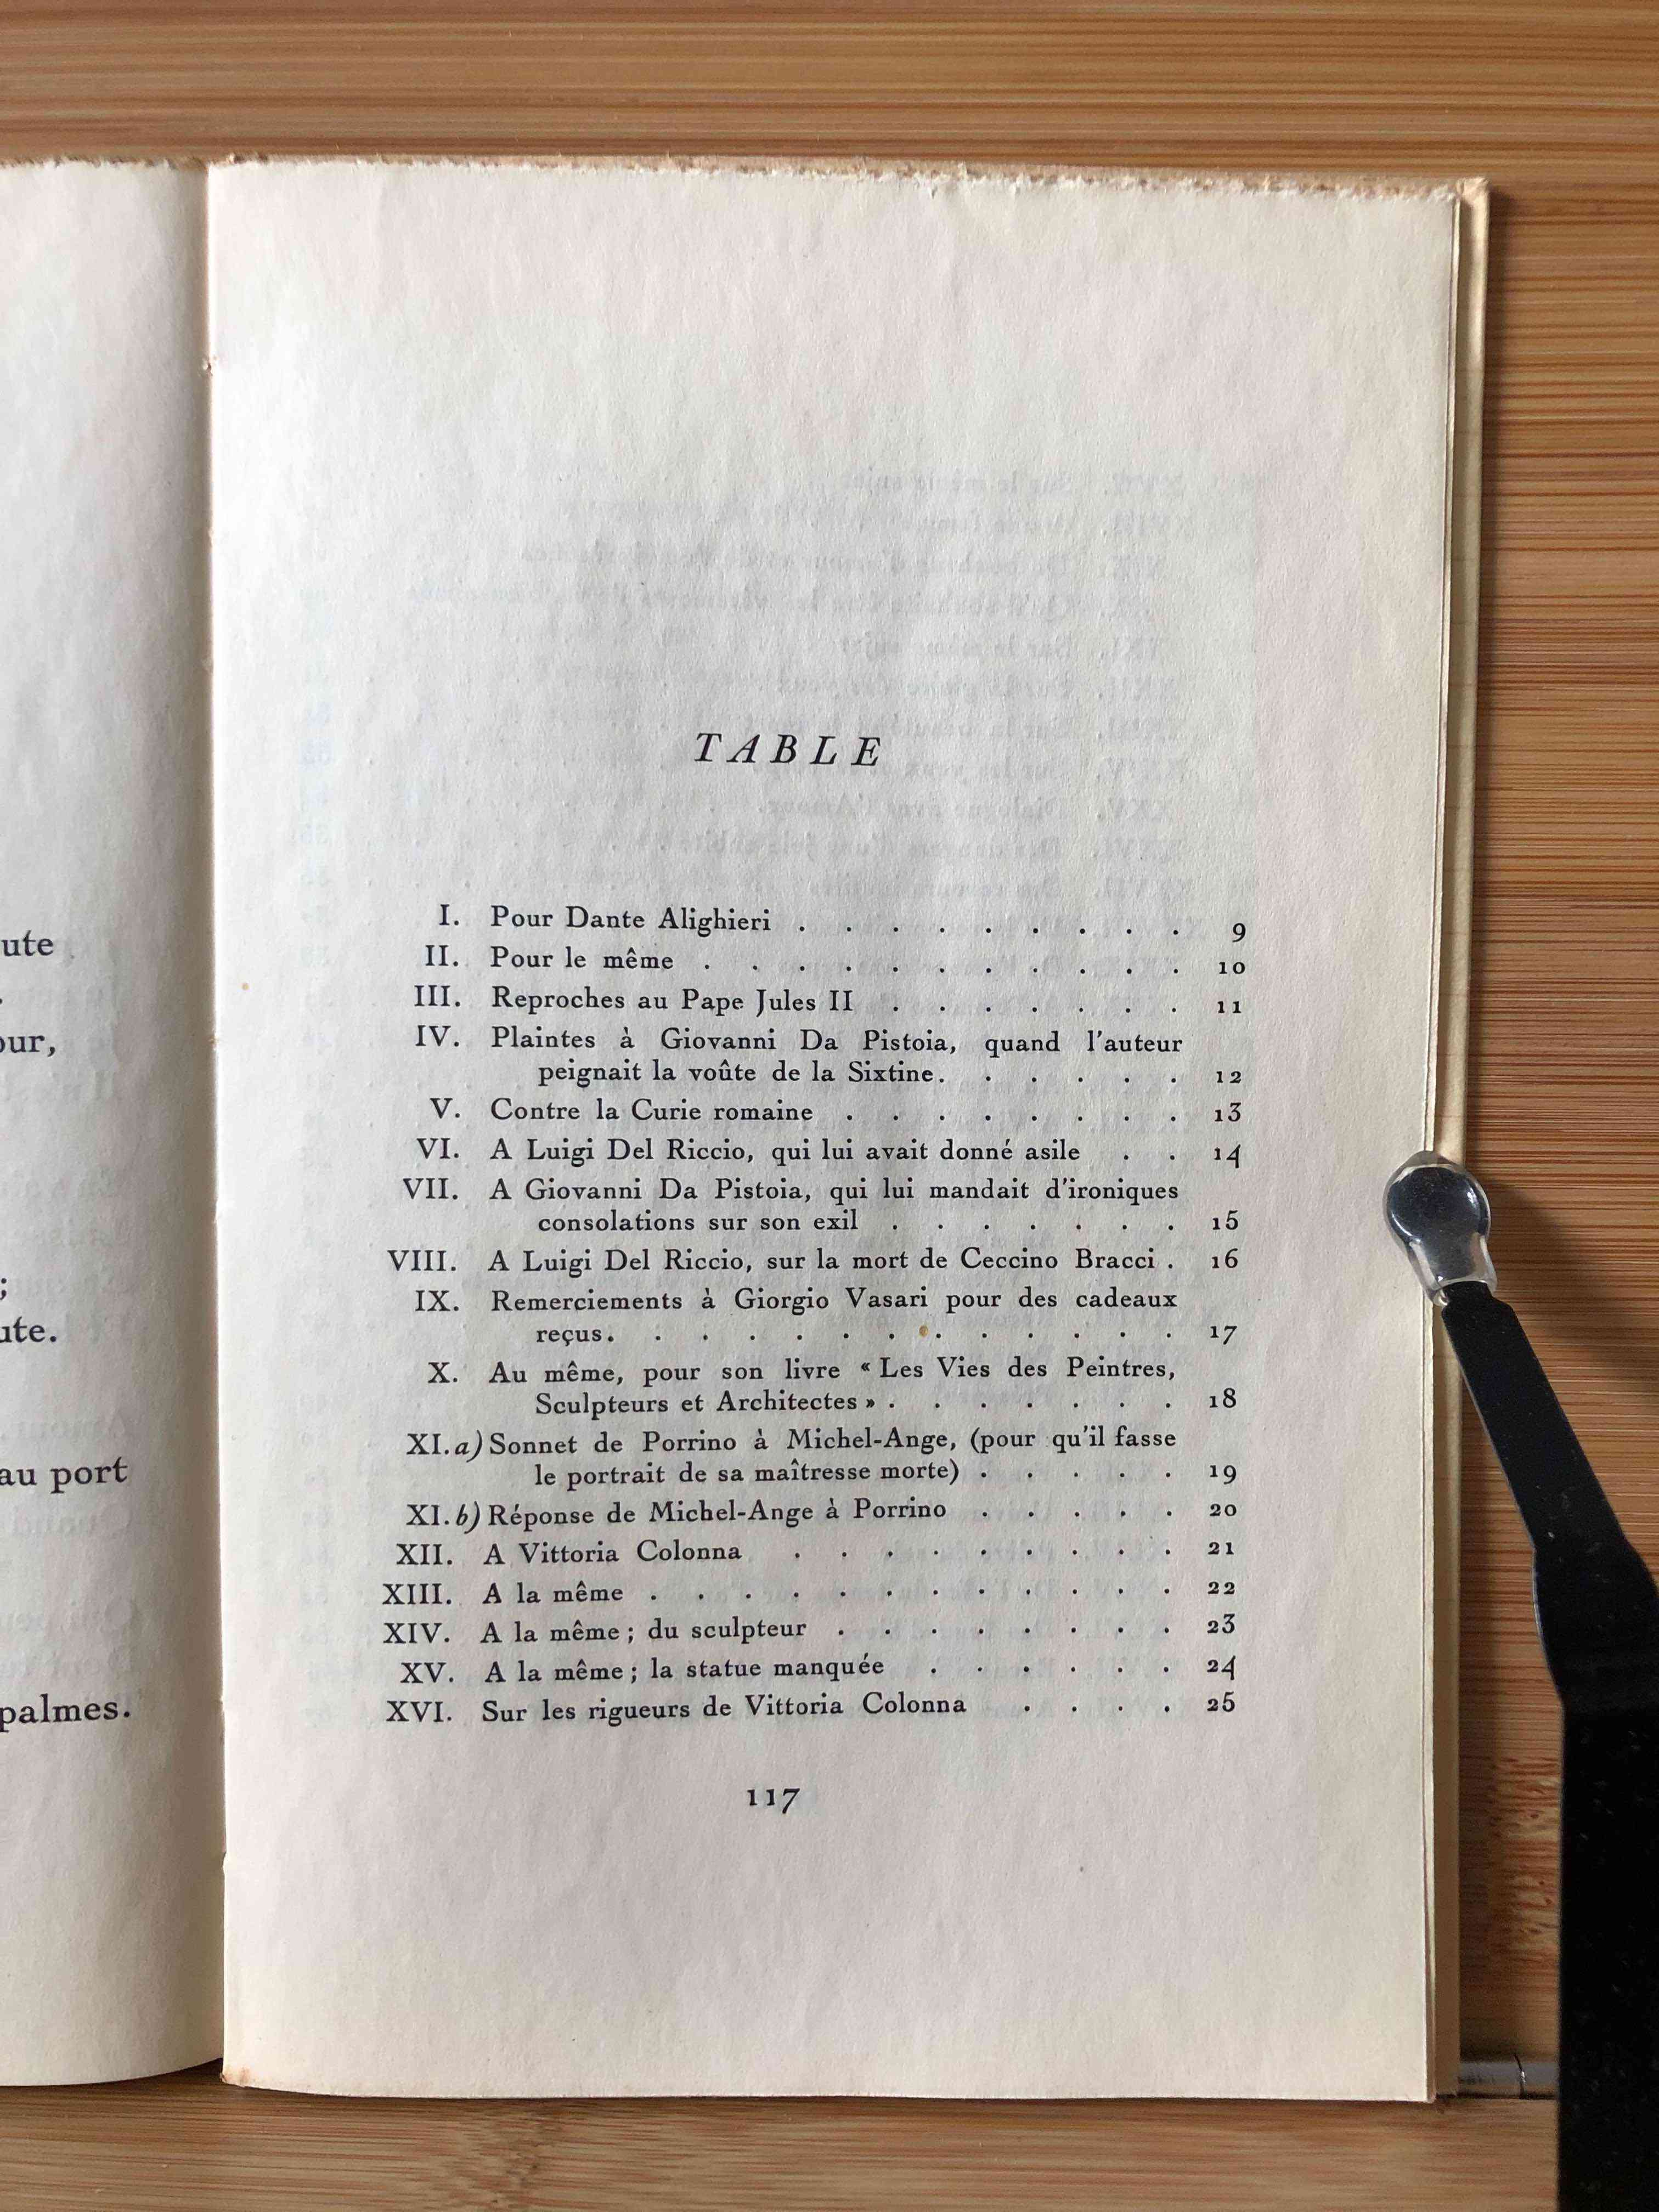 ute
.
our,
;
ute.
au port
palmes.
TABLE
I. Pour Dante Alighieri . . . . . . . . . 9
II. Pour le même . . . . . . . . . . . 10
III. Reproches au Pape Jules II . . . . . . . 11
IV. Plaintes à Giovanni Da Pistoia, quand l'auteur
peignait la voûte de la Sixtine. . . . . . 12
V. Contre la Curie romaine . . . . . . . . 13
VI. A Luigi Del Riccio, qui lui avait donné asile . . 14
VII. A Giovanni Da Pistoia, qui lui mandait d'ironiques
consolations sur son exil . . . . . . . 15
VIII. A Luigi Del Riccio, sur la mort de Ceccino Bracci . 16
IX. Remerciements à Giorgio Vasari pour des cadeaux
reçus. . . . . . . . . . . . . 17
X. Au même, pour son livre « Les Vies des Peintres,
Sculpteurs et Architectes » . . . . . . . 18
XI. a) Sonnet de Porrino à Michel-Ange, (pour qu'il fasse
le portrait de sa maîtresse morte) . . . . . 19
XI. b) Réponse de Michel-Ange à Porrino . . . . . 20
XII. A Vittoria Colonna . . . . . . . . . 21
XIII. A la même . . . . . . . . . . . . 22
XIV. A la même ; du sculpteur . . . . . . . . 23
XV. A la même ; la statue manquée . . . . . . 24
XVI. Sur les rigueurs de Vittoria Colonna . . . . 25
117